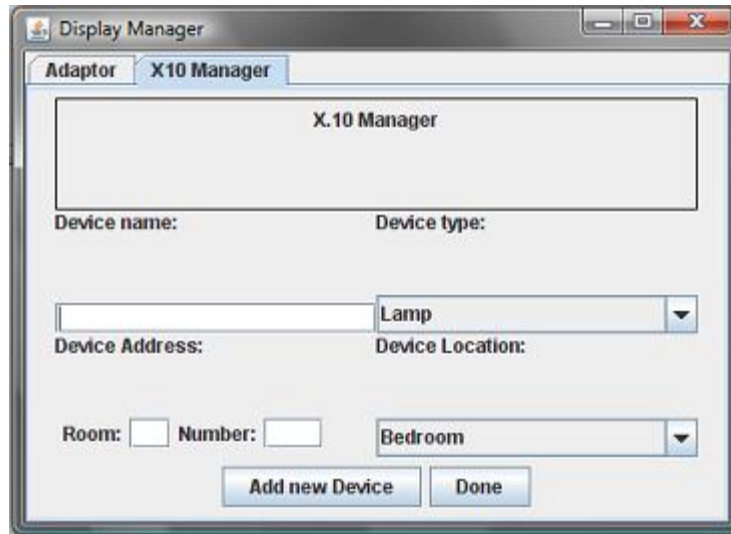 Display Manager
Adaptor X10 Manager
X.10 Manager
Device name: Device type:
Lamp
Device Address: Device Location:
Room: Number: Bedroom
Add new Device Done